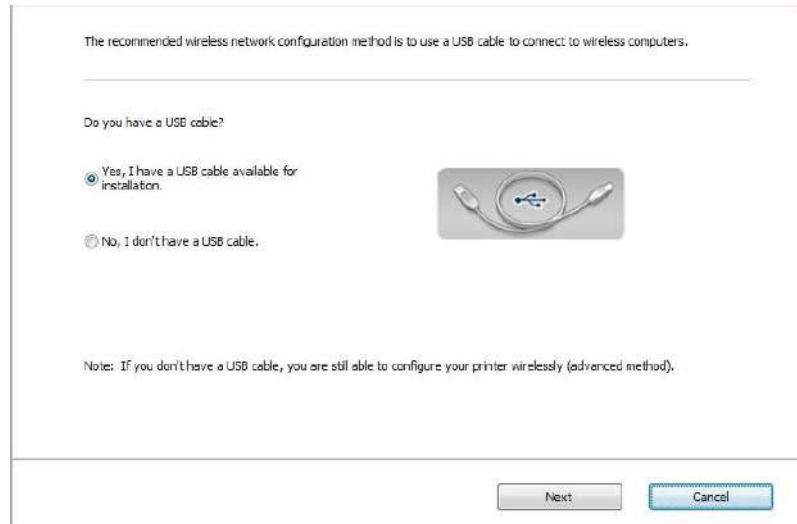 The recommended wireless network configuration method is to use a USB cable to connect to wireless computers.
Do you have a USB cable?
Yes, I have a USB cable available for
installation.
No, I don't have a USB cable.
Note: If you don't have a USB cable, you are still able to configure your printer wirelessly (advanced method).
Next
Cancel